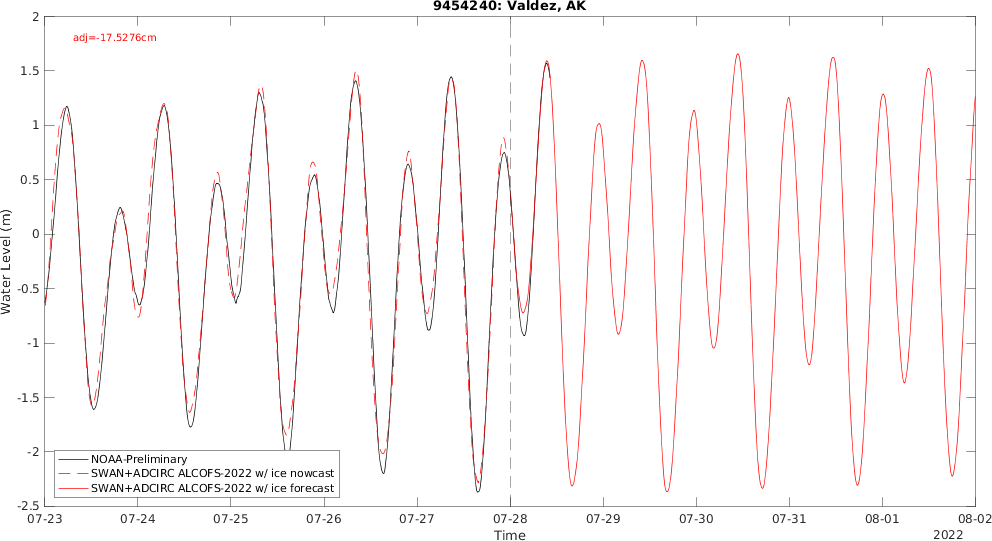 9454240: Valdez, AK
adj=-17.5276cm
2
1.5
1
0.5
0
-0.5
-1
-1.5
-2
-2.5
Water Level (m)
NOAA-Preliminary
SWAN+ADCIRC ALCOFS-2022 w/ ice nowcast
SWAN+ADCIRC ALCOFS-2022 w/ ice forecast
07-23 07-24 07-25 07-26 07-27 07-28 07-29 07-30 07-31 08-01 08-02
Time
2022